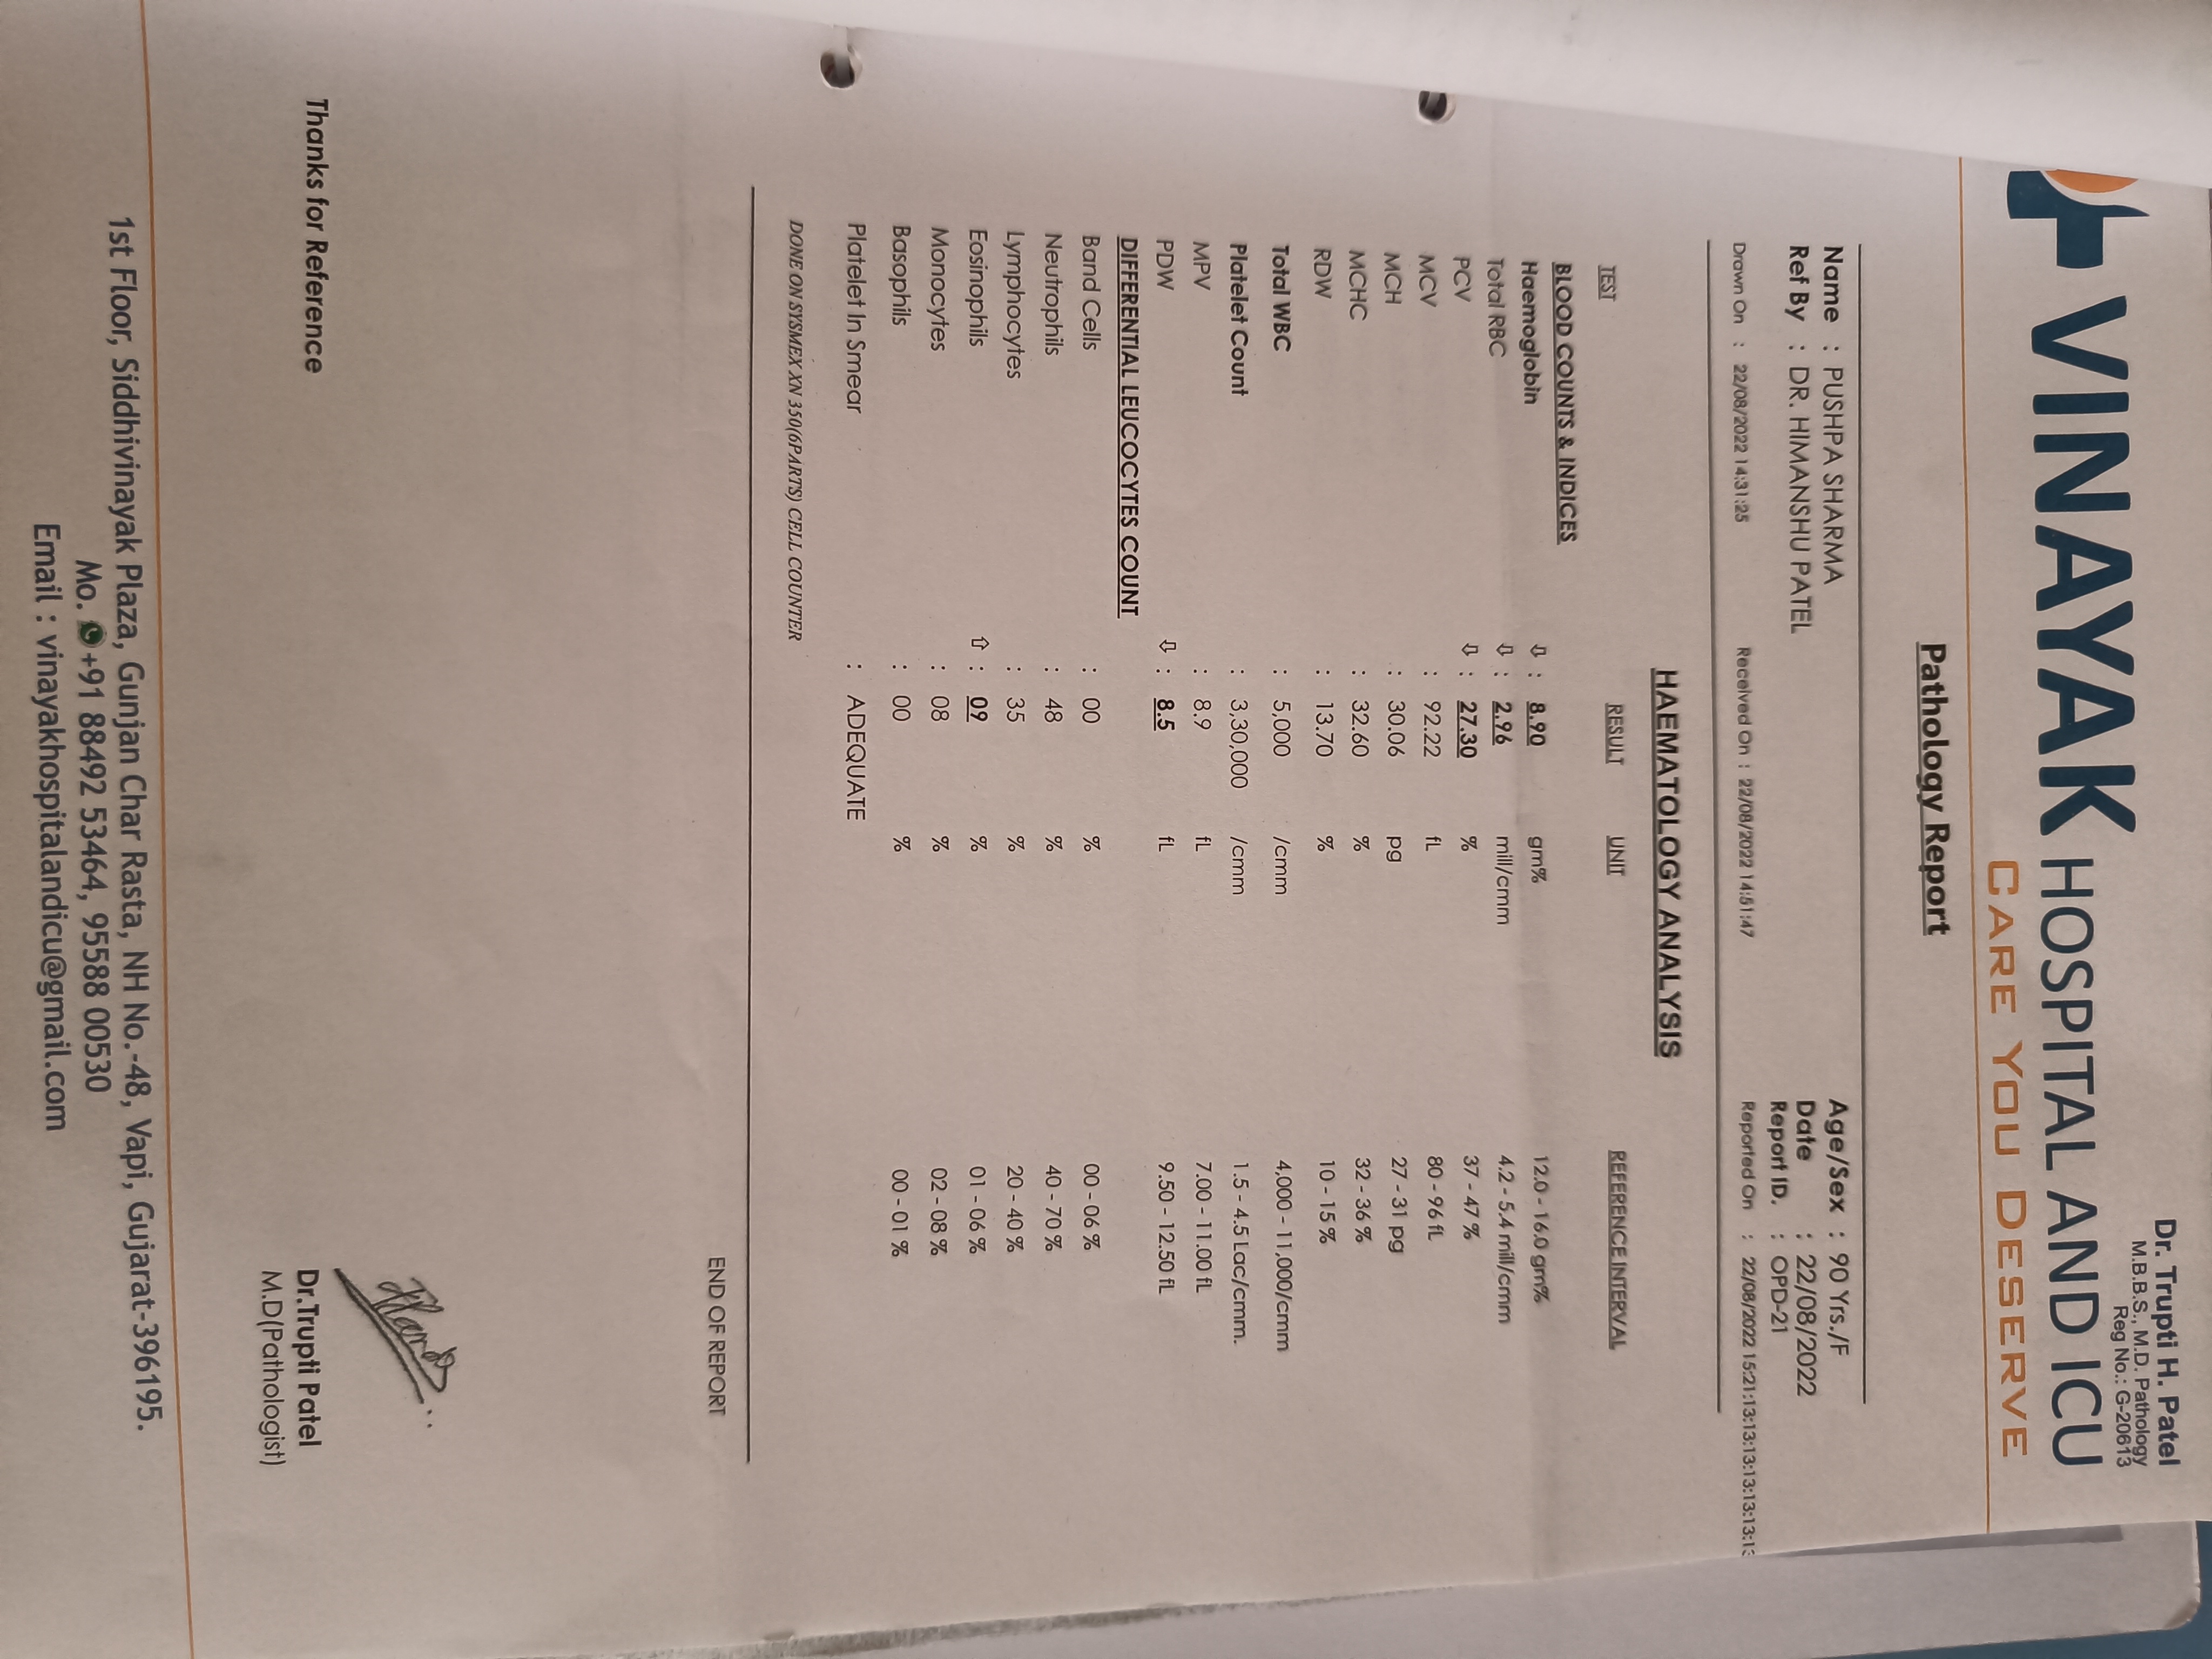 Dr. Trupti H. Patel
M.B.B.S., M.D. Pathology
Reg No.: G-20613
VINAYAK HOSPITAL AND ICU
CARE YOU DESERVE
Pathology Report
Name : PUSHPA SHARMA Age/Sex : 90 Yrs./F
Ref By : DR. HIMANSHU PATEL Date : 22/08/2022
Report ID. : OPD-21
Drawn On : 22/08/2022 14:31:25 Received On : 22/08/2022 14:51:47 Reported On : 22/08/2022 15:21:13:13:13:13:13:13:13
HAEMATOLOGY ANALYSIS
TEST RESULT UNIT REFERENCE INTERVAL
BLOOD COUNTS & INDICES
Haemoglobin ⇩ : 8.90 gm% 12.0 - 16.0 gm%
Total RBC ⇩ : 2.96 mill/cmm 4.2 - 5.4 mill/cmm
PCV ⇩ : 27.30 % 37 - 47 %
MCV : 92.22 fL 80 - 96 fL
MCH : 30.06 pg 27 - 31 pg
MCHC : 32.60 % 32 - 36 %
RDW : 13.70 % 10 - 15 %
Total WBC : 5,000 /cmm 4,000 - 11,000/cmm
Platelet Count : 3,30,000 /cmm 1.5 - 4.5 Lac/cmm.
MPV : 8.9 fL 7.00 - 11.00 fL
PDW ⇩ : 8.5 fL 9.50 - 12.50 fL
DIFFERENTIAL LEUCOCYTES COUNT
Band Cells : 00 % 00 - 06 %
Neutrophils : 48 % 40 - 70 %
Lymphocytes : 35 % 20 - 40 %
Eosinophils ⇧ : 09 % 01 - 06 %
Monocytes : 08 % 02 - 08 %
Basophils : 00 % 00 - 01 %
Platelet In Smear : ADEQUATE
DONE ON SYSMEX XN 350(6PARTS) CELL COUNTER
END OF REPORT
Thanks for Reference
Dr.Trupti Patel
M.D(Pathologist)
1st Floor, Siddhivinayak Plaza, Gunjan Char Rasta, NH No.-48, Vapi, Gujarat-396195.
Mo. +91 88492 53464, 95588 00530
Email : vinayakhospitalandicu@gmail.com